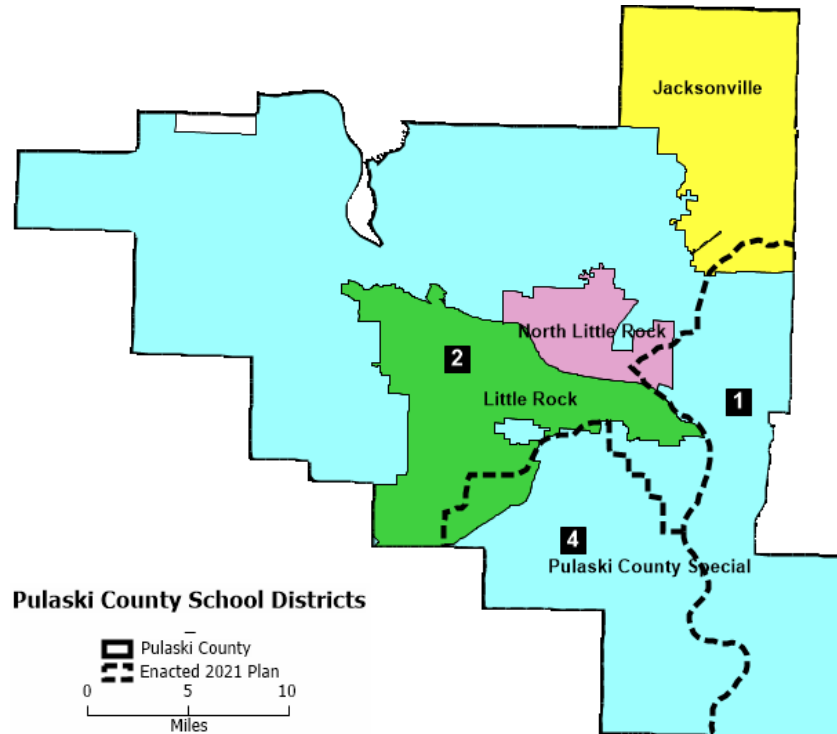 Jacksonville
North Little Rock
2
Little Rock
1
4
Pulaski County Special
Pulaski County School Districts
Pulaski County
Enacted 2021 Plan
0 5 10
Miles